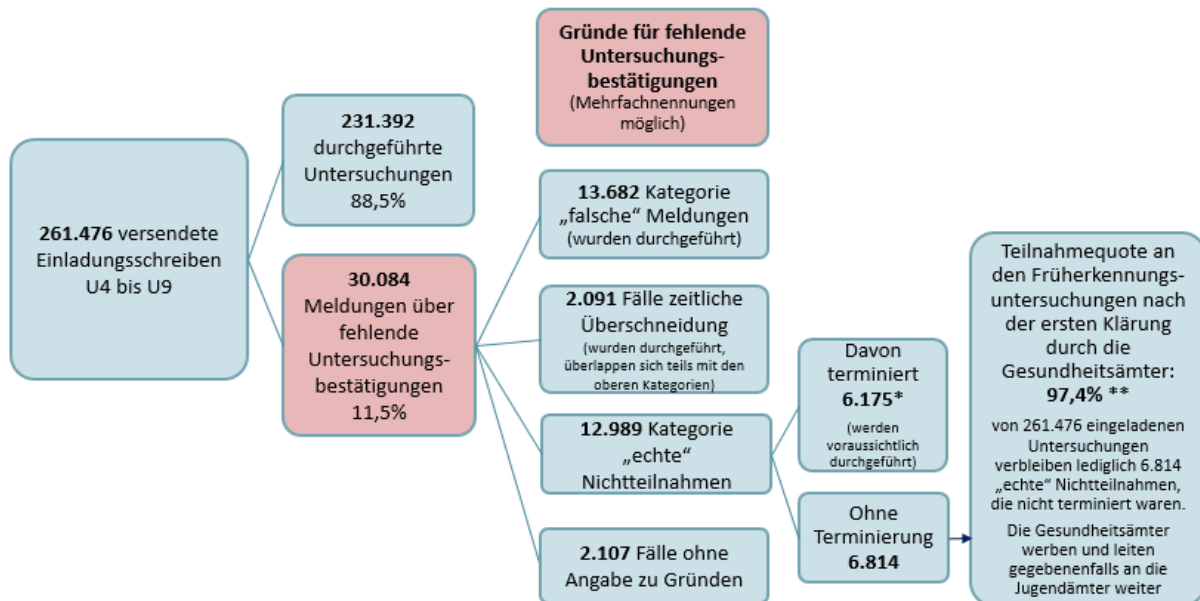 261.476 versendete
Einladungsschreiben
U4 bis U9
231.392
durchgeführte
Untersuchungen
88,5%
30.084
Meldungen über
fehlende
Untersuchungs-
bestätigungen
11,5%
Gründe für fehlende
Untersuchungs-
bestätigungen
(Mehrfachnennungen
möglich)
13.682 Kategorie
„falsche“ Meldungen
(wurden durchgeführt)
2.091 Fälle zeitliche
Überschneidung
(wurden durchgeführt,
überlappen sich teils mit den
oberen Kategorien)
12.989 Kategorie
„echte“
Nichtteilnahmen
2.107 Fälle ohne
Angabe zu Gründen
Davon
terminiert
6.175*
(werden
voraussichtlich
durchgeführt)
Ohne
Terminierung
6.814
Teilnahmequote an
den Früherkennungs-
untersuchungen nach
der ersten Klärung
durch die
Gesundheitsämter:
97,4% **
von 261.476 eingeladenen
Untersuchungen
verbleiben lediglich 6.814
„echte“ Nichtteilnahmen,
die nicht terminiert waren.
Die Gesundheitsämter
werben und leiten
gegebenenfalls an die
Jugendämter weiter